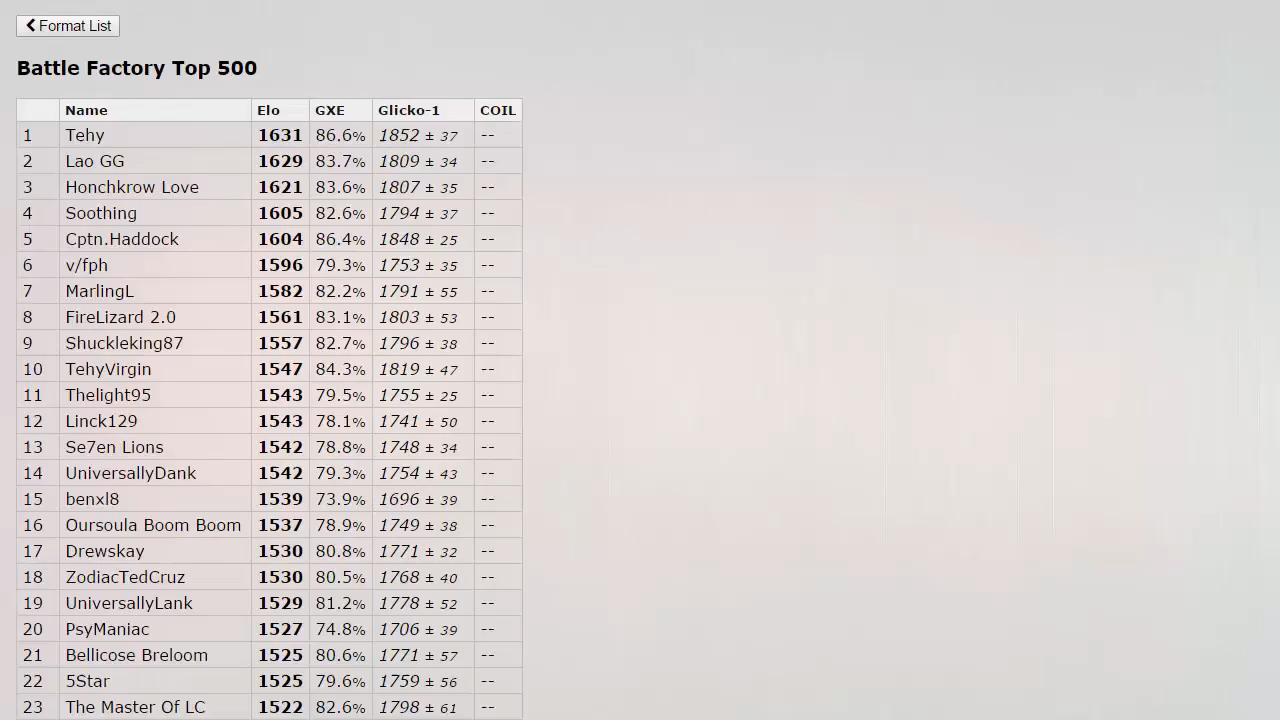 Format List
Battle Factory Top 500
Name Elo GXE Glicko-1 COIL
1 Tehy 1631 86.6% 1852 ± 37 --
2 Lao GG 1629 83.7% 1809 ± 34 --
3 Honchkrow Love 1621 83.6% 1807 ± 35 --
4 Soothing 1605 82.6% 1794 ± 37 --
5 Cptn.Haddock 1604 86.4% 1848 ± 25 --
6 v/fph 1596 79.3% 1753 ± 35 --
7 MarlingL 1582 82.2% 1791 ± 55 --
8 FireLizard 2.0 1561 83.1% 1803 ± 53 --
9 Shuckleking87 1557 82.7% 1796 ± 38 --
10 TehyVirgin 1547 84.3% 1819 ± 47 --
11 Thelight95 1543 79.5% 1755 ± 25 --
12 Linck129 1543 78.1% 1741 ± 50 --
13 Se7en Lions 1542 78.8% 1748 ± 34 --
14 UniversallyDank 1542 79.3% 1754 ± 43 --
15 benxl8 1539 73.9% 1696 ± 39 --
16 Oursoula Boom Boom 1537 78.9% 1749 ± 38 --
17 Drewskay 1530 80.8% 1771 ± 32 --
18 ZodiacTedCruz 1530 80.5% 1768 ± 40 --
19 UniversallyLank 1529 81.2% 1778 ± 52 --
20 PsyManiac 1527 74.8% 1706 ± 39 --
21 Bellicose Breloom 1525 80.6% 1771 ± 57 --
22 5Star 1525 79.6% 1759 ± 56 --
23 The Master Of LC 1522 82.6% 1798 ± 61 --